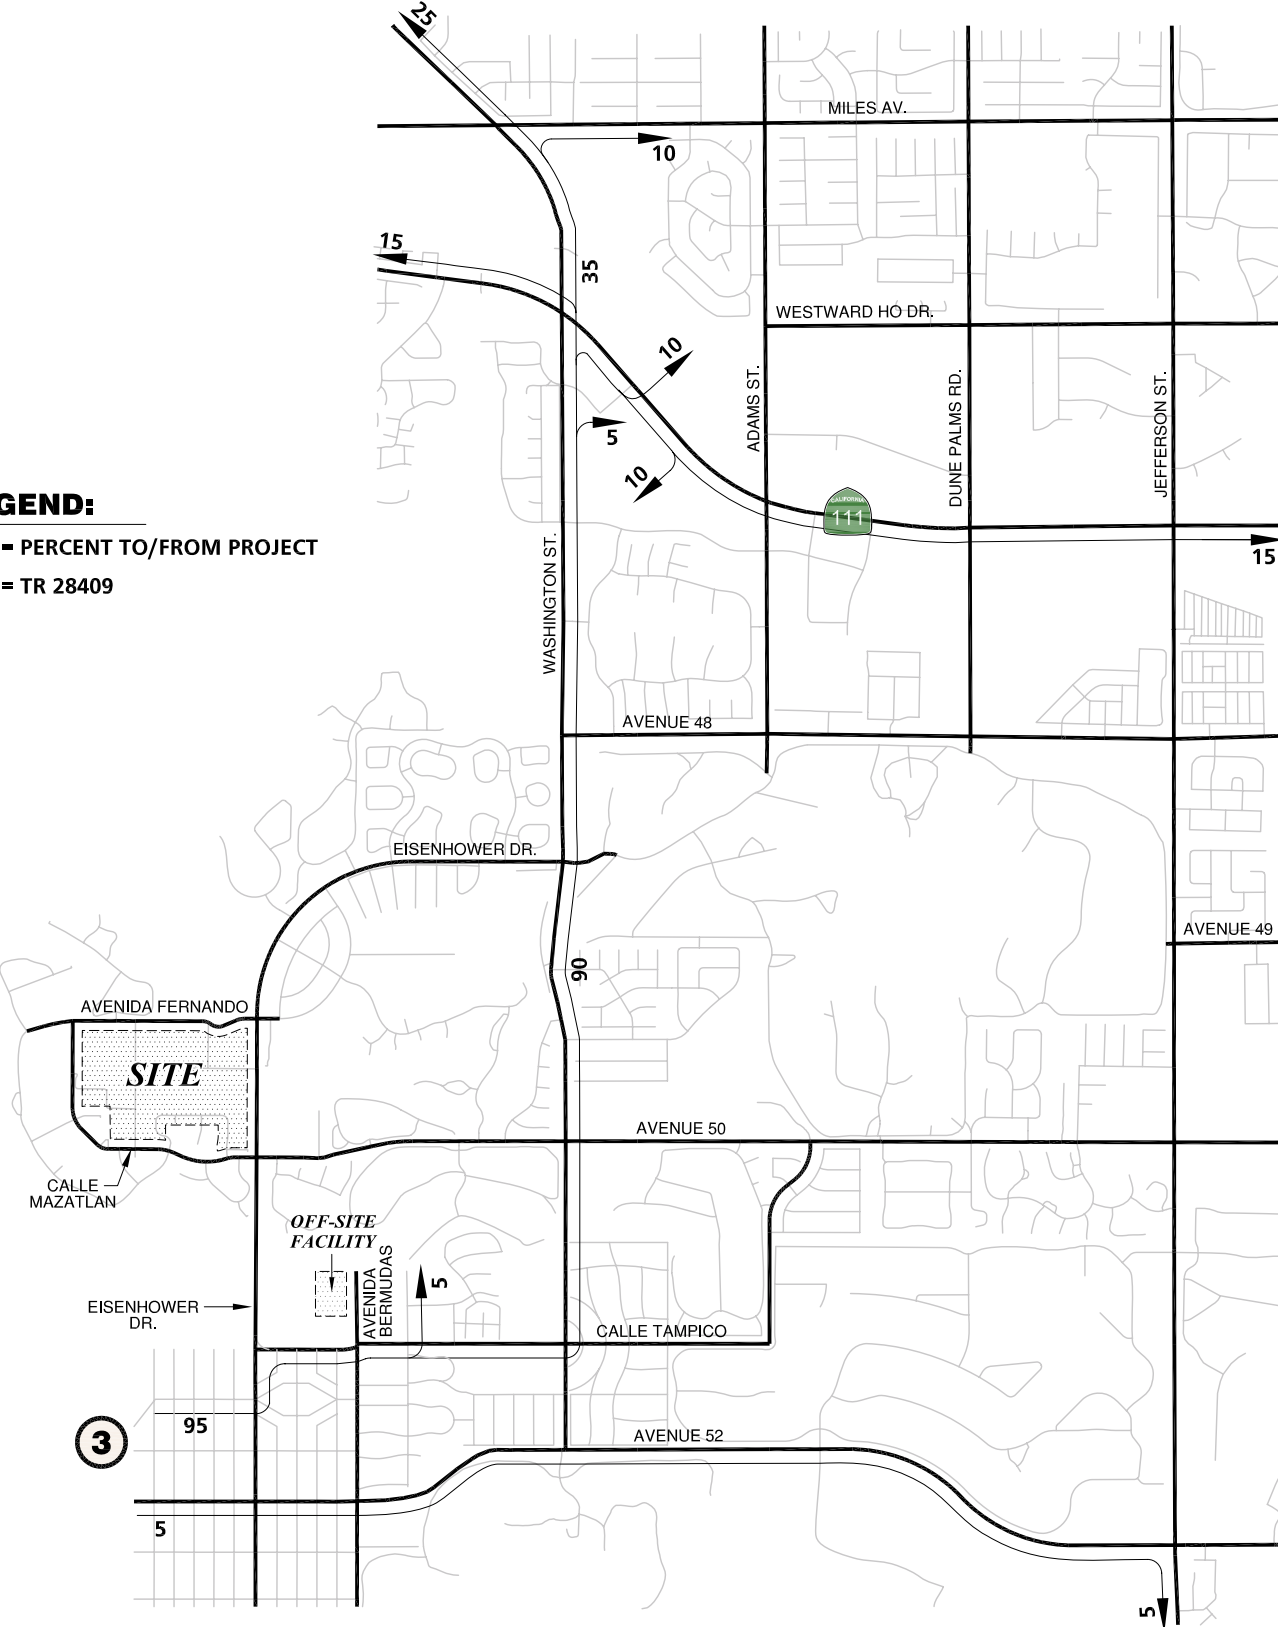 25
MILES AV.
10
15
35
WESTWARD HO DR.
10
ADAMS ST.
DUNE PALMS RD.
JEFFERSON ST.
5
10
CALIFORNIA
111
GEND:
= PERCENT TO/FROM PROJECT
15
= TR 28409
WASHINGTON ST.
AVENUE 48
EISENHOWER DR.
AVENUE 49
90
AVENIDA FERNANDO
SITE
AVENUE 50
CALLE
MAZATLAN
OFF-SITE
FACILITY
AVENIDA
BERMUDAS
5
EISENHOWER
DR.
CALLE TAMPICO
95
3
AVENUE 52
5
5